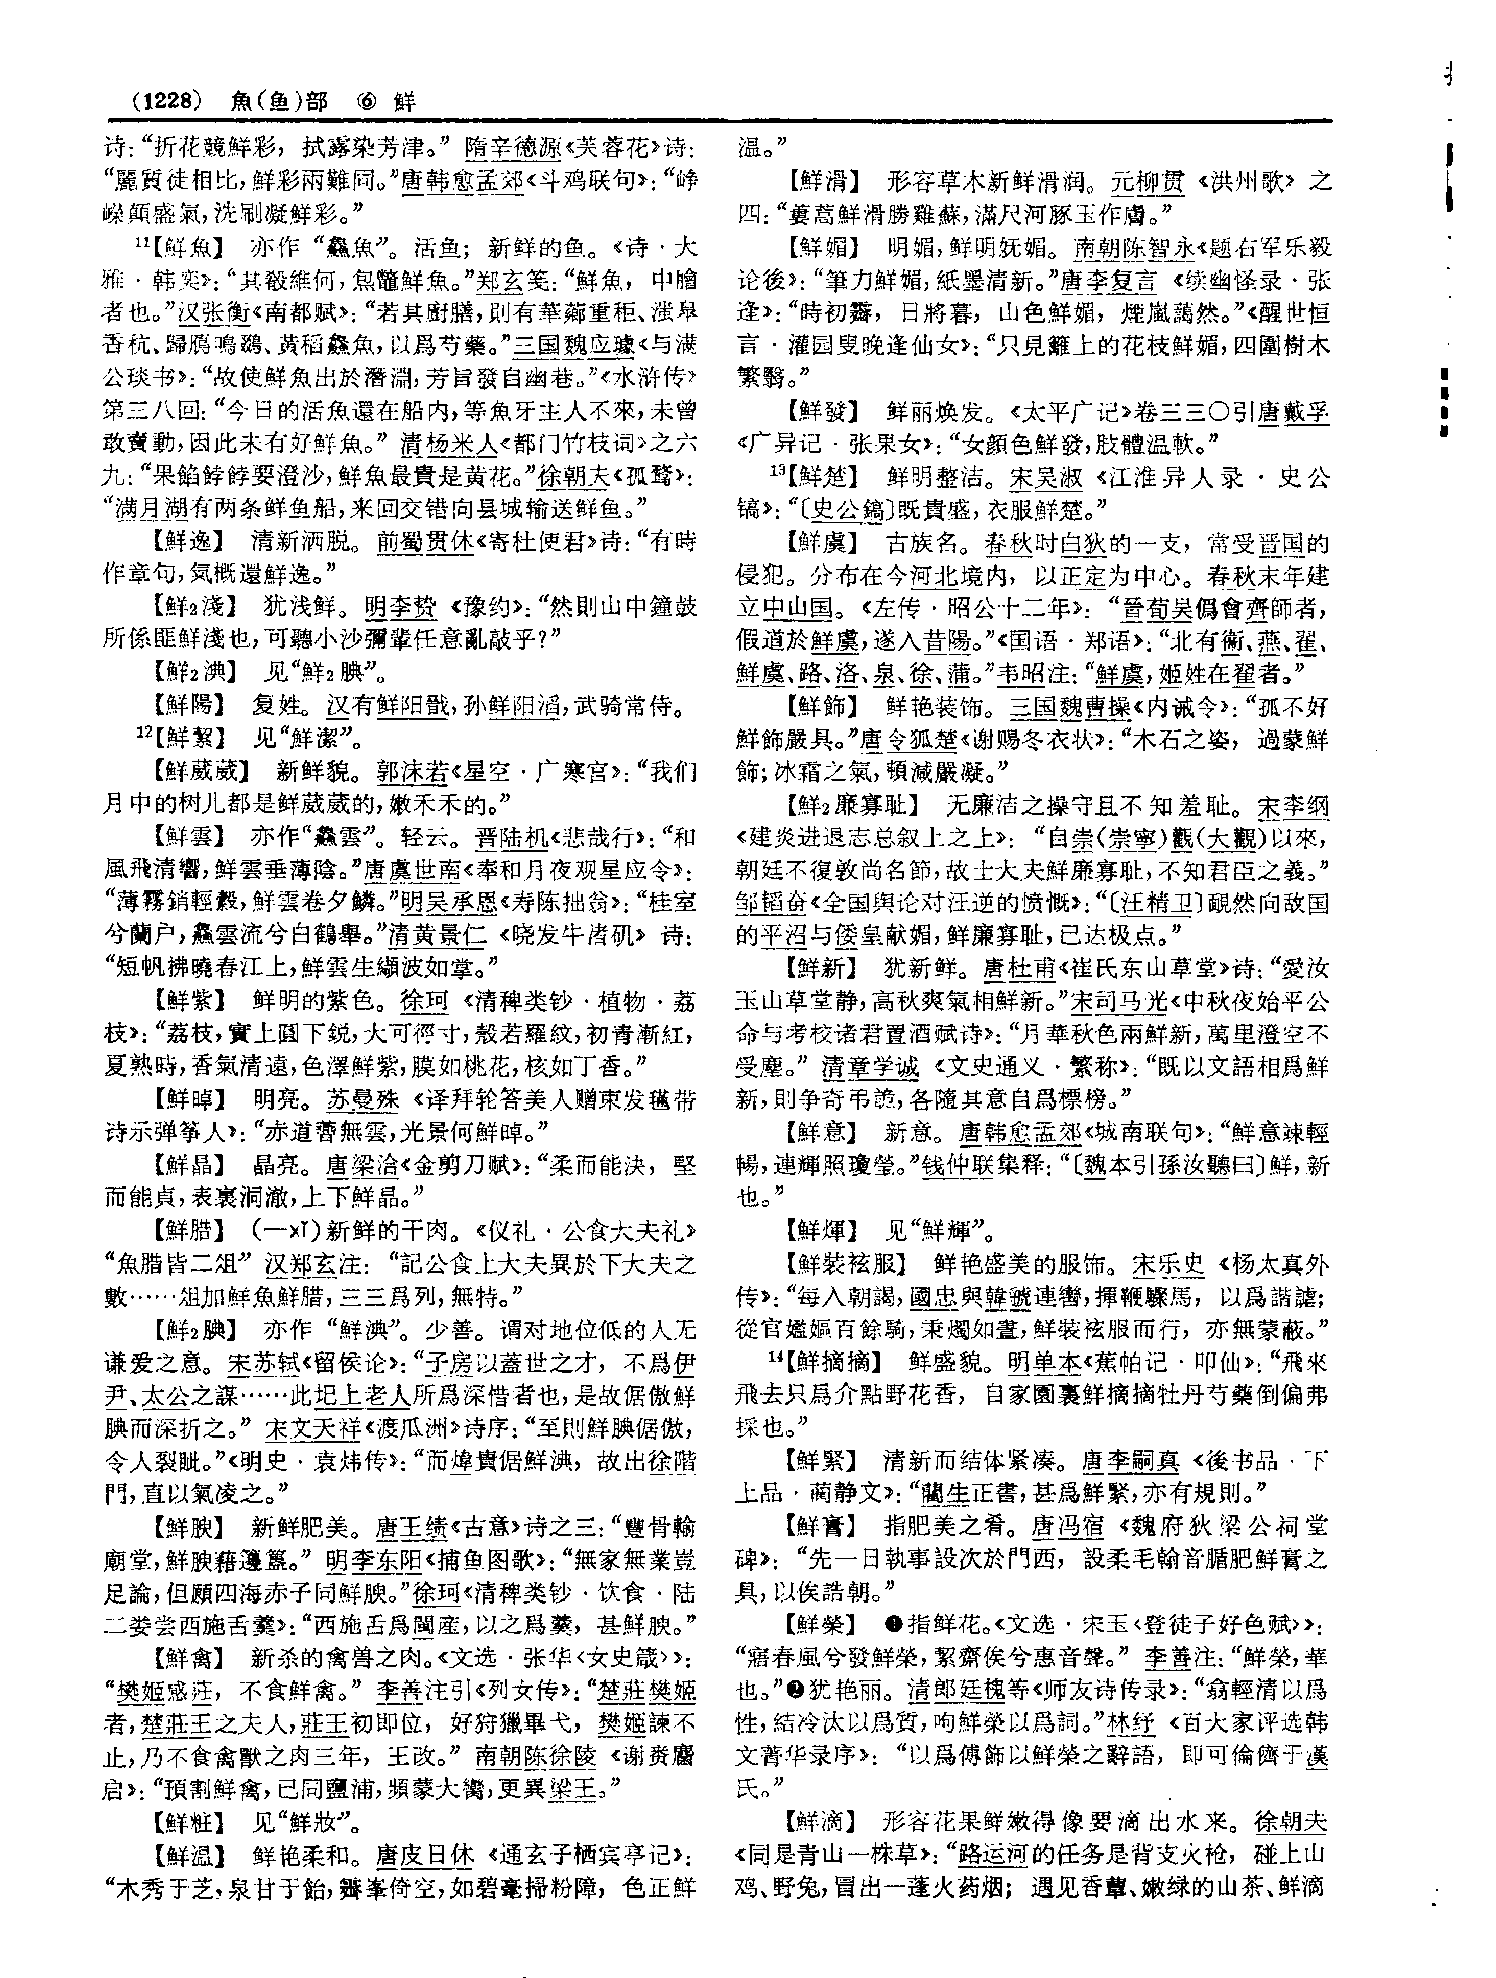 (1228) 魚(鱼)部 ⑥ 鮮
诗：“折花競鮮彩，拭露染芳津。”隋辛德源《芙蓉花》诗：
“麗質徒相比，鮮彩兩難同。”唐韩愈孟郊《斗鸡联句》：“峥
嶸顛盛氣，洗刷凝鮮彩。”
11【鮮魚】 亦作“鱻魚”。活鱼；新鲜的鱼。《诗·大
雅·韩奕》：“其殽維何，炰鼈鮮魚。”郑玄笺：“鮮魚，中膾
者也。”汉张衡《南都赋》：“若其廚膳，則有華薌重秬、滍皋
香秔、歸鴈鳴鵽、黃稻鱻魚，以爲芍藥。”三国魏应璩《与满
公琰书》：“故使鮮魚出於潛淵，芳旨發自幽巷。”《水浒传》
第三八回：“今日的活魚還在船内，等魚牙主人不來，未曾
敢賣動，因此未有好鮮魚。”清杨米人《都门竹枝词》之六
九：“果餡餑餑要澄沙，鮮魚最貴是黃花。”徐朝夫《孤鹜》：
“满月湖有两条鲜鱼船，来回交错向县城输送鲜鱼。”
【鮮逸】 清新洒脱。前蜀贯休《寄杜使君》诗：“有時
作章句，氣概還鮮逸。”
【鮮2淺】 犹浅鲜。明李贽《豫约》：“然則山中鐘鼓
所係匪鮮淺也，可聽小沙彌輩任意亂敲乎？”
【鮮2淟】 见“鮮2腆”。
【鮮陽】 复姓。汉有鲜阳戬，孙鲜阳滔，武骑常侍。
12【鮮絜】 见“鮮潔”。
【鮮葳葳】 新鲜貌。郭沫若《星空·广寒宫》：“我们
月中的树儿都是鲜葳葳的，嫩禾禾的。”
【鮮雲】 亦作“鱻雲”。轻云。晋陆机《悲哉行》：“和
風飛清響，鮮雲垂薄陰。”唐虞世南《奉和月夜观星应令》：
“薄霧銷輕縠，鮮雲卷夕鱗。”明吴承恩《寿陈拙翁》：“桂室
兮蘭户，鱻雲流兮白鶴舉。”清黄景仁《晓发牛渚矶》诗：
“短帆拂曉春江上，鮮雲生纈波如掌。”
【鮮紫】 鲜明的紫色。徐珂《清稗类钞·植物·荔
枝》：“荔枝，實上圓下鋭，大可徑寸，殼若羅紋，初青漸紅，
夏熟時，香氣清遠，色澤鮮紫，膜如桃花，核如丁香。”
【鮮晫】 明亮。苏曼殊《译拜轮答美人赠束发毿带
诗示弹筝人》：“赤道薈無雲，光景何鮮晫。”
【鮮晶】 晶亮。唐梁洽《金剪刀赋》：“柔而能決，堅
而能貞，表裏洞澈，上下鮮晶。”
【鮮腊】 （—xī）新鲜的干肉。《仪礼·公食大夫礼》
“魚腊皆二俎” 汉郑玄注：“記公食上大夫異於下大夫之
數……俎加鮮魚鮮腊，三三爲列，無特。”
【鮮2腆】 亦作“鮮淟”。少善。谓对地位低的人无
谦爱之意。宋苏轼《留侯论》：“子房以蓋世之才，不爲伊
尹、太公之謀……此圯上老人所爲深惜者也，是故倨傲鮮
腆而深折之。”宋文天祥《渡瓜洲》诗序：“至則鮮腆倨傲，
令人裂眦。”《明史·袁炜传》：“而煒貴倨鮮淟，故出徐階
門，直以氣凌之。”
【鮮腴】 新鲜肥美。唐王绩《古意》诗之三：“豐骨輸
廟堂，鮮腴藉籩簋。”明李东阳《捕鱼图歌》：“無家無業豈
足論，但願四海赤子同鮮腴。”徐珂《清稗类钞·饮食·陆
二娄尝西施舌羹》：“西施舌爲閩產，以之爲羹，甚鮮腴。”
【鮮禽】 新杀的禽兽之肉。《文选·张华〈女史箴〉》：
“樊姬感莊，不食鮮禽。”李善注引《列女传》：“楚莊樊姬
者，楚莊王之夫人，莊王初即位，好狩獵畢弋，樊姬諫不
止，乃不食禽獸之肉三年，王改。”南朝陈徐陵《谢赉麞
启》：“預割鮮禽，已同鹽浦，頻蒙大臠，更異梁王。”
【鮮粧】 见“鮮妝”。
【鮮温】 鲜艳柔和。唐皮日休《通玄子栖宾亭记》：
“木秀于芝，泉甘于飴，霽峯倚空，如碧毫掃粉障，色正鮮
温。”
【鮮滑】 形容草木新鲜滑润。元柳贯《洪州歌》之
四：“蔞蒿鮮滑勝雞蘇，滿尺河豚玉作膚。”
【鮮媚】 明媚，鲜明妩媚。南朝陈智永《题右军乐毅
论後》：“筆力鮮媚，紙墨清新。”唐李复言《续幽怪录·张
逢》：“時初霽，日將暮，山色鮮媚，煙嵐藹然。”《醒世恒
言·灌园叟晚逢仙女》：“只見籬上的花枝鮮媚，四圍樹木
繁翳。”
【鮮發】 鲜丽焕发。《太平广记》卷三三〇引唐戴孚
《广异记·张果女》：“女顏色鮮發，肢體温軟。”
13【鮮楚】 鲜明整洁。宋吴淑《江淮异人录·史公
镐》：“〔史公鎬〕既貴盛，衣服鮮楚。”
【鮮虞】 古族名。春秋时白狄的一支，常受晋国的
侵犯。分布在今河北境内，以正定为中心。春秋末年建
立中山国。《左传·昭公十二年》：“晉荀吴僞會齊師者，
假道於鮮虞，遂入昔陽。”《国语·郑语》：“北有衞、燕、翟、
鮮虞、路、洛、泉、徐、蒲。”韦昭注：“鮮虞，姬姓在翟者。”
【鮮飾】 鲜艳装饰。三国魏曹操《内诫令》：“孤不好
鮮飾嚴具。”唐令狐楚《谢赐冬衣状》：“木石之姿，過蒙鮮
飾；冰霜之氣，頓減嚴凝。”
【鮮2廉寡耻】 无廉洁之操守且不知羞耻。宋李纲
《建炎进退志总叙上之上》：“自崇(崇寧)觀(大觀)以來，
朝廷不復敦尚名節，故士大夫鮮廉寡耻，不知君臣之義。”
邹韬奋《全国舆论对汪逆的愤慨》：“〔汪精卫〕靦然向敌国
的平沼与倭皇献媚，鲜廉寡耻，已达极点。”
【鮮新】 犹新鲜。唐杜甫《崔氏东山草堂》诗：“愛汝
玉山草堂静，高秋爽氣相鮮新。”宋司马光《中秋夜始平公
命与考校诸君置酒赋诗》：“月華秋色兩鮮新，萬里澄空不
受塵。”清章学诚《文史通义·繁称》：“既以文語相爲鮮
新，則争奇弔詭，各隨其意自爲標榜。”
【鮮意】 新意。唐韩愈孟郊《城南联句》：“鮮意竦輕
暢，連輝照瓊瑩。”钱仲联集释：“〔魏本引孫汝聽曰〕鮮，新
也。”
【鮮煇】 见“鮮輝”。
【鮮裝袨服】 鲜艳盛美的服饰。宋乐史《杨太真外
传》：“每入朝謁，國忠與韓虢連轡，揮鞭驟馬，以爲諧謔；
從官媼嫗百餘騎，秉燭如晝，鮮裝袨服而行，亦無蒙蔽。”
14【鮮摘摘】 鲜盛貌。明单本《蕉帕记·叩仙》：“飛來
飛去只爲介點野花香，自家園裏鮮摘摘牡丹芍藥倒偏弗
採也。”
【鮮緊】 清新而结体紧凑。唐李嗣真《後书品·下
上品·蔺静文》：“藺生正書，甚爲鮮緊，亦有規則。”
【鮮膏】 指肥美之肴。唐冯宿《魏府狄梁公祠堂
碑》：“先一日執事設次於門西，設柔毛翰音腯肥鮮膏之
具，以俟誥朝。”
【鮮榮】 ❶指鲜花。《文选·宋玉〈登徒子好色赋〉》：
“寤春風兮發鮮榮，絜齋俟兮惠音聲。”李善注：“鮮榮，華
也。”❷犹艳丽。清郎廷槐等《师友诗传录》：“翕輕清以爲
性，結冷汰以爲質，呴鮮榮以爲詞。”林纾《百大家评选韩
文菁华录序》：“以爲傅飾以鮮榮之辭語，即可倫儕于漢
氏。”
【鮮滴】 形容花果鲜嫩得像要滴出水来。徐朝夫
《同是青山一株草》：“路运河的任务是背支火枪，碰上山
鸡、野兔，冒出一蓬火药烟；遇见香蕈、嫩绿的山茶、鲜滴